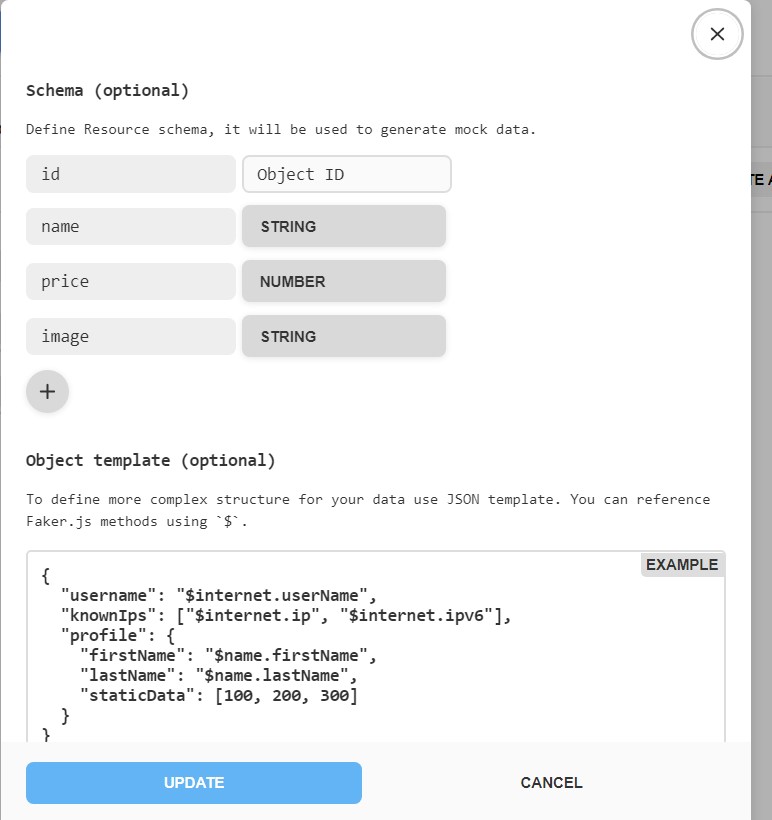 Schema (optional)
Define Resource schema, it will be used to generate mock data.
id Object ID
name STRING
price NUMBER
image STRING
+
Object template (optional)
To define more complex structure for your data use JSON template. You can reference
Faker.js methods using `$`.
EXAMPLE
{
  "username": "$internet.userName",
  "knownIps": ["$internet.ip", "$internet.ipv6"],
  "profile": {
    "firstName": "$name.firstName",
    "lastName": "$name.lastName",
    "staticData": [100, 200, 300]
  }
}
UPDATE CANCEL